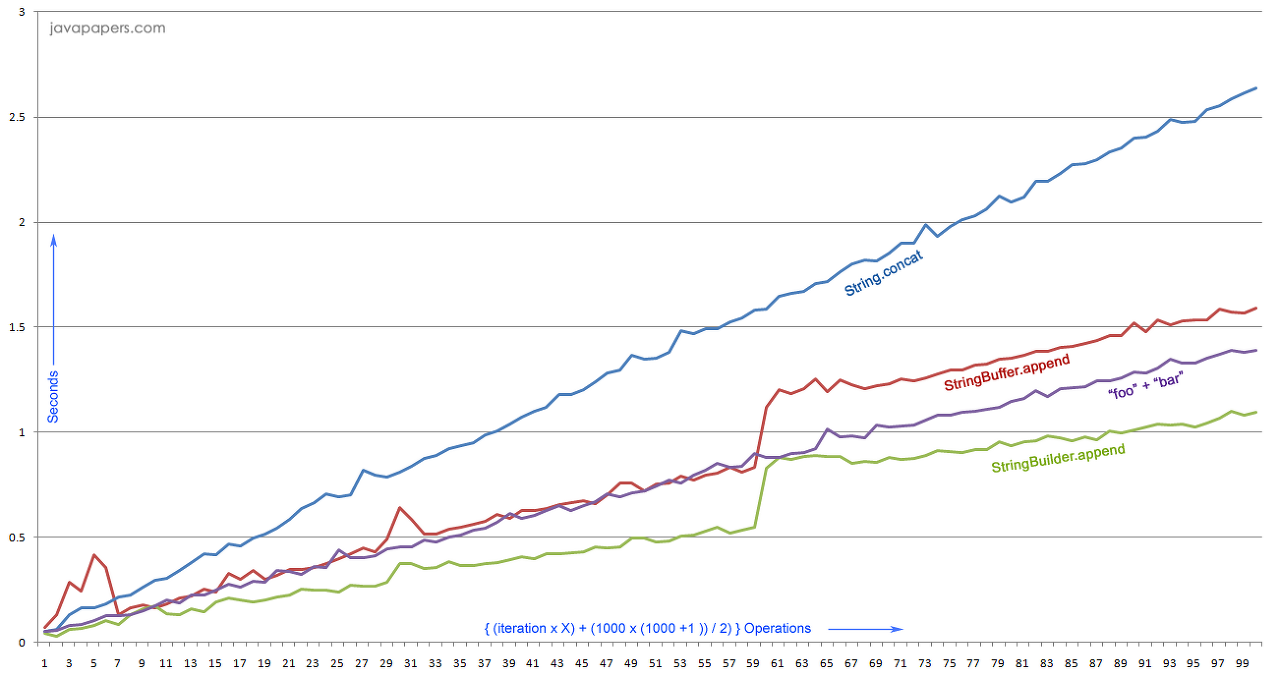 3
javapapers.com
2.5
2
String.concat
1.5
StringBuffer.append
"foo" + "bar"
Seconds
1
StringBuilder.append
0.5
{ (iteration x X) + (1000 x (1000 +1 )) / 2) } Operations
0
1 3 5 7 9 11 13 15 17 19 21 23 25 27 29 31 33 35 37 39 41 43 45 47 49 51 53 55 57 59 61 63 65 67 69 71 73 75 77 79 81 83 85 87 89 91 93 95 97 99